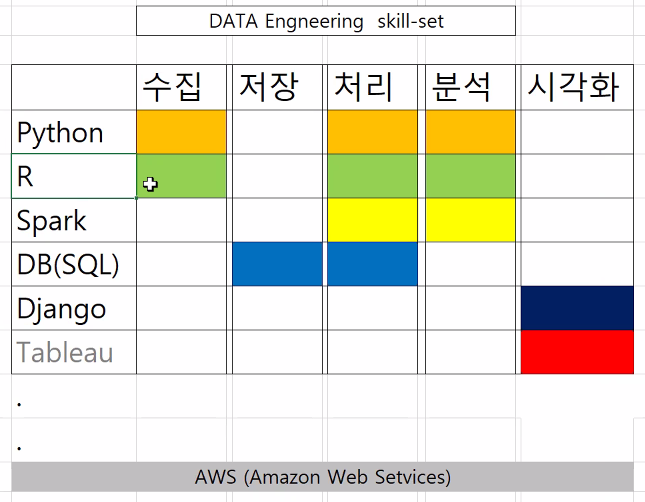 DATA Engneering skill-set
수집 저장 처리 분석 시각화
Python
R
Spark
DB(SQL)
Django
Tableau
.
.
AWS (Amazon Web Setvices)